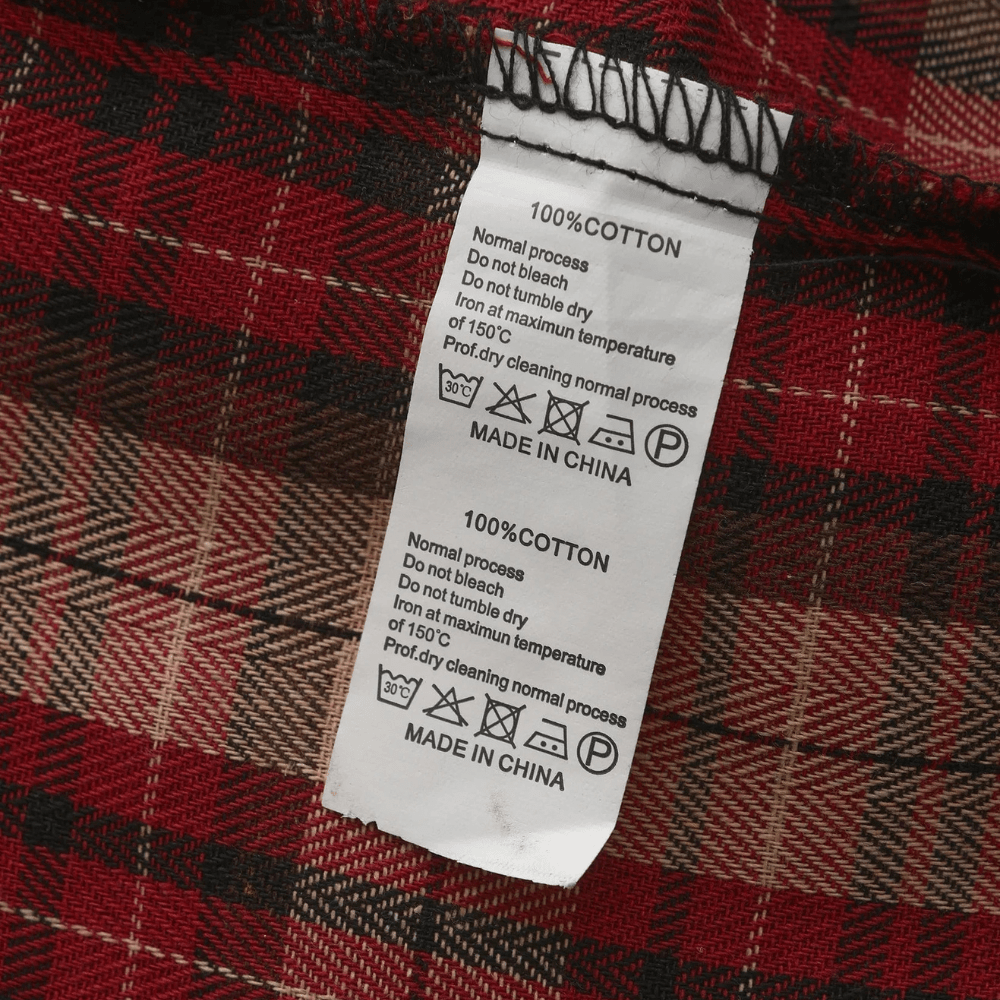 100%COTTON
Normal process
Do not bleach
Do not tumble dry
Iron at maximun temperature
of 150℃
Prof.dry cleaning normal process
30℃ P
MADE IN CHINA
100%COTTON
Normal process
Do not bleach
Do not tumble dry
Iron at maximun temperature
of 150℃
Prof.dry cleaning normal process
30℃ P
MADE IN CHINA